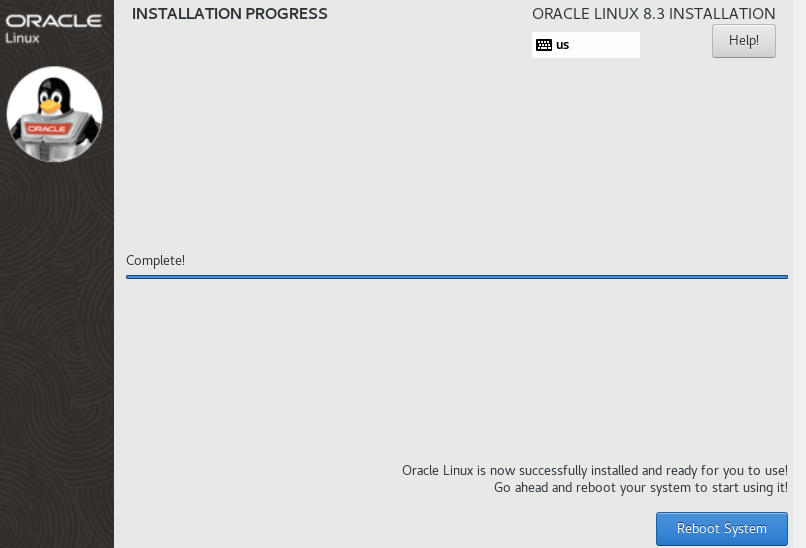 ORACLE
Linux
ORACLE
INSTALLATION PROGRESS
ORACLE LINUX 8.3 INSTALLATION
us
Help!
Complete!
Oracle Linux is now successfully installed and ready for you to use!
Go ahead and reboot your system to start using it!
Reboot System